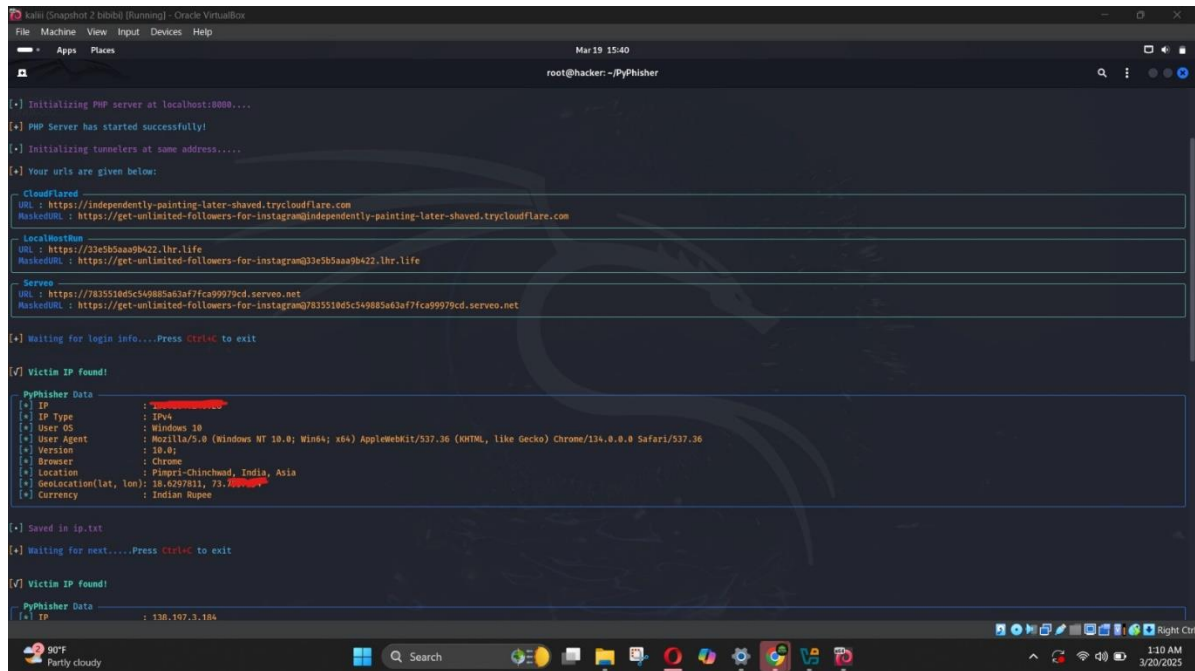 kaliii (Snapshot 2 bibibi) [Running] - Oracle VirtualBox
File Machine View Input Devices Help
Apps Places Mar 19 15:40
root@hacker: ~/PyPhisher
[•] Initializing PHP server at localhost:8080....
[+] PHP Server has started successfully!
[•] Initializing tunnelers at same address.....
[+] Your urls are given below:
CloudFlared
URL : https://independently-painting-later-shaved.trycloudflare.com
MaskedURL : https://get-unlimited-followers-for-instagram@independently-painting-later-shaved.trycloudflare.com
LocalHostRun
URL : https://33e5b5aaa9b422.lhr.life
MaskedURL : https://get-unlimited-followers-for-instagram@33e5b5aaa9b422.lhr.life
Serveo
URL : https://7835510d5c549885a63af7fca99979cd.serveo.net
MaskedURL : https://get-unlimited-followers-for-instagram@7835510d5c549885a63af7fca99979cd.serveo.net
[+] Waiting for login info....Press Ctrl+C to exit
[√] Victim IP found!
PyPhisher Data
[*] IP :
[*] IP Type : IPv4
[*] User OS : Windows 10
[*] User Agent : Mozilla/5.0 (Windows NT 10.0; Win64; x64) AppleWebKit/537.36 (KHTML, like Gecko) Chrome/134.0.0.0 Safari/537.36
[*] Version : 10.0;
[*] Browser : Chrome
[*] Location : Pimpri-Chinchwad, India, Asia
[*] GeoLocation(lat, lon): 18.6297811, 73.
[*] Currency : Indian Rupee
[•] Saved in ip.txt
[+] Waiting for next.....Press Ctrl+C to exit
[√] Victim IP found!
PyPhisher Data
[*] IP : 138.197.3.184
Right Ctrl
2
90°F
Partly cloudy
Search
1:10 AM
3/20/2025